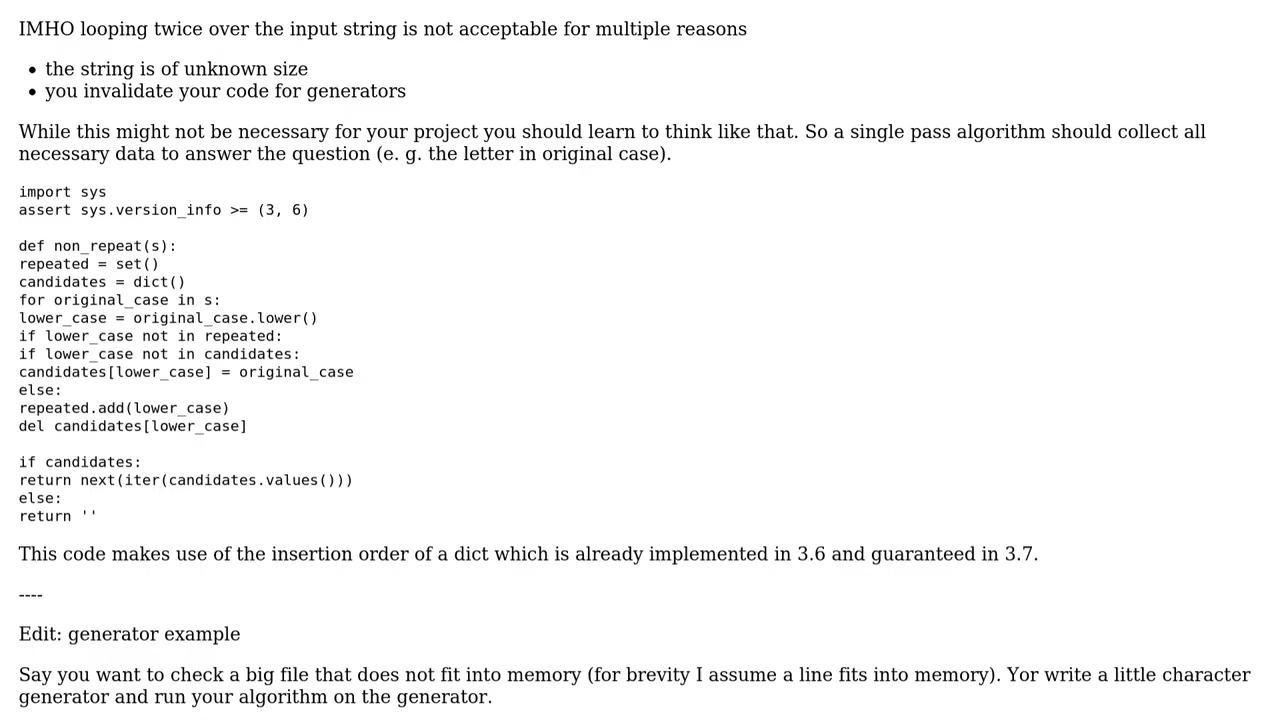 IMHO looping twice over the input string is not acceptable for multiple reasons
• the string is of unknown size
• you invalidate your code for generators
While this might not be necessary for your project you should learn to think like that. So a single pass algorithm should collect all
necessary data to answer the question (e. g. the letter in original case).
import sys
assert sys.version_info >= (3, 6)
def non_repeat(s):
repeated = set()
candidates = dict()
for original_case in s:
lower_case = original_case.lower()
if lower_case not in repeated:
if lower_case not in candidates:
candidates[lower_case] = original_case
else:
repeated.add(lower_case)
del candidates[lower_case]
if candidates:
return next(iter(candidates.values()))
else:
return ''
This code makes use of the insertion order of a dict which is already implemented in 3.6 and guaranteed in 3.7.
----
Edit: generator example
Say you want to check a big file that does not fit into memory (for brevity I assume a line fits into memory). Yor write a little character
generator and run your algorithm on the generator.